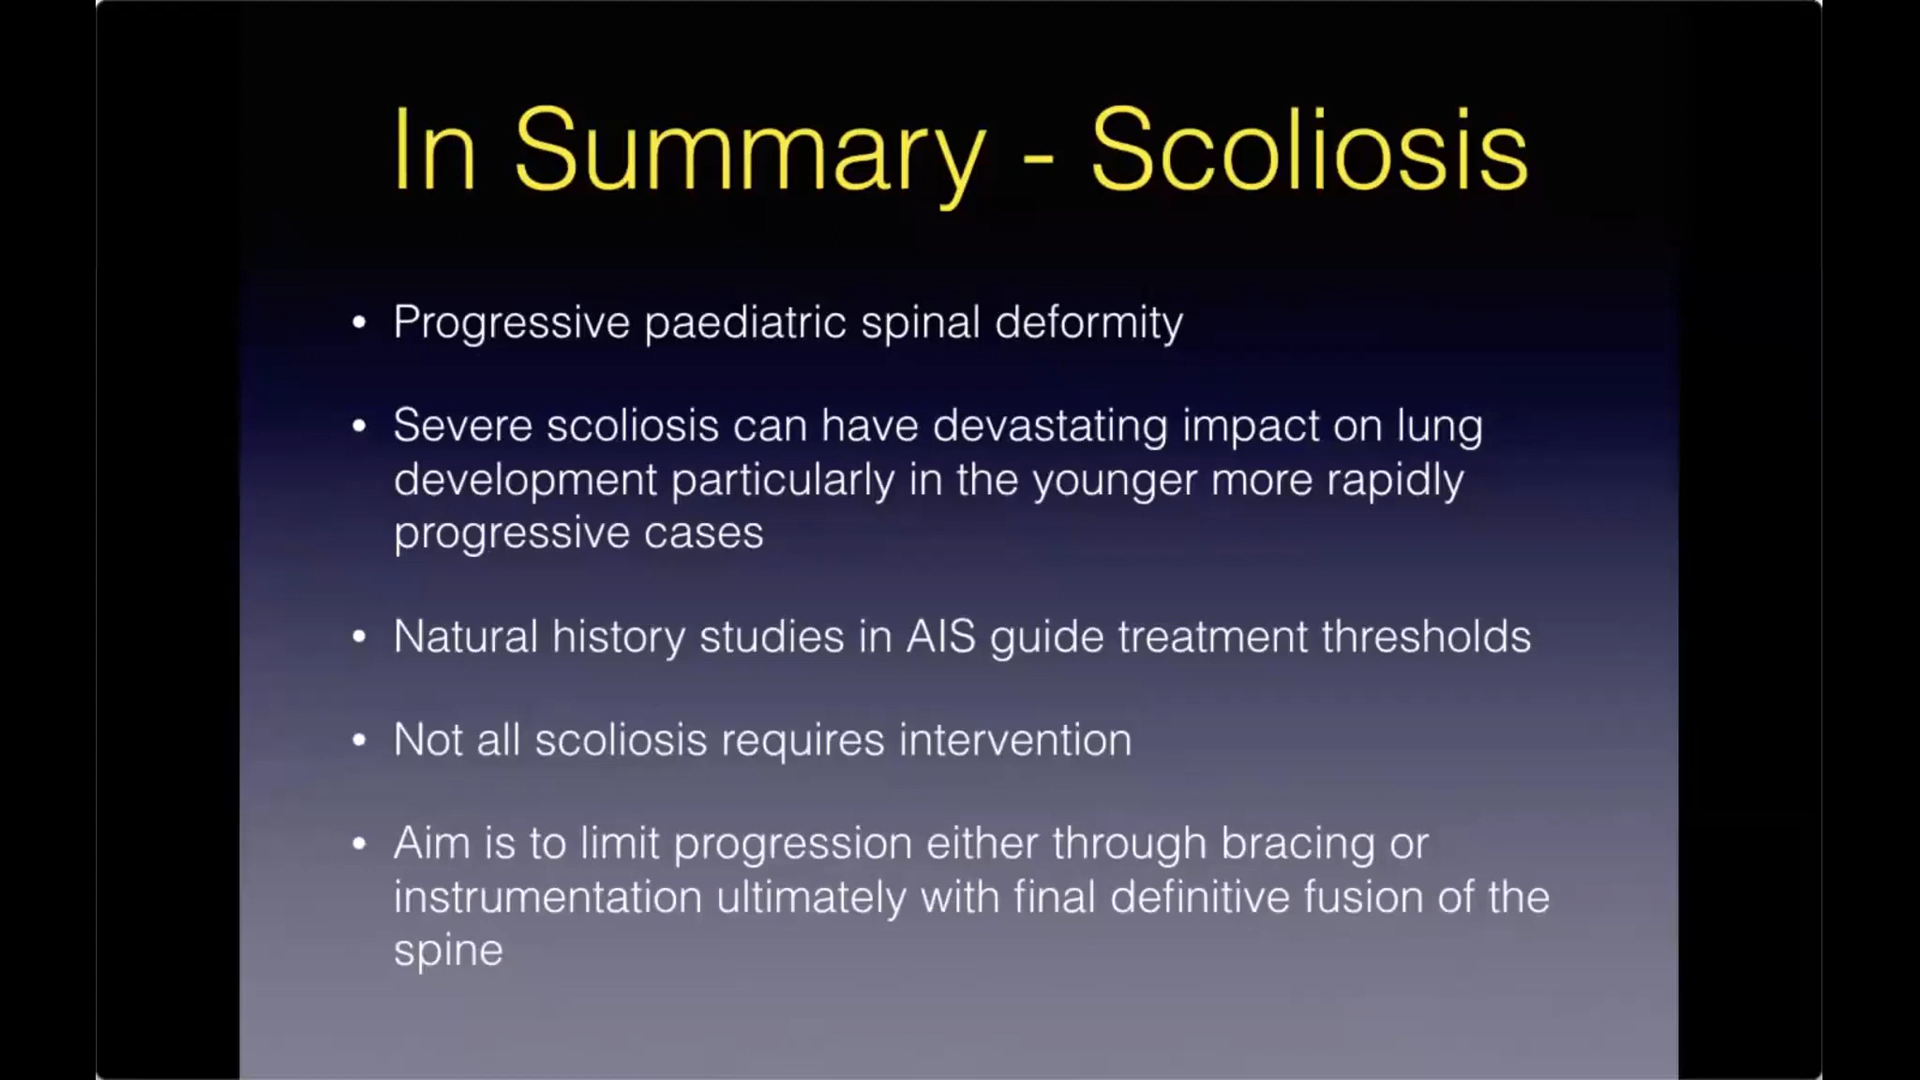 In Summary - Scoliosis
• Progressive paediatric spinal deformity
• Severe scoliosis can have devastating impact on lung
development particularly in the younger more rapidly
progressive cases
• Natural history studies in AIS guide treatment thresholds
• Not all scoliosis requires intervention
• Aim is to limit progression either through bracing or
instrumentation ultimately with final definitive fusion of the
spine